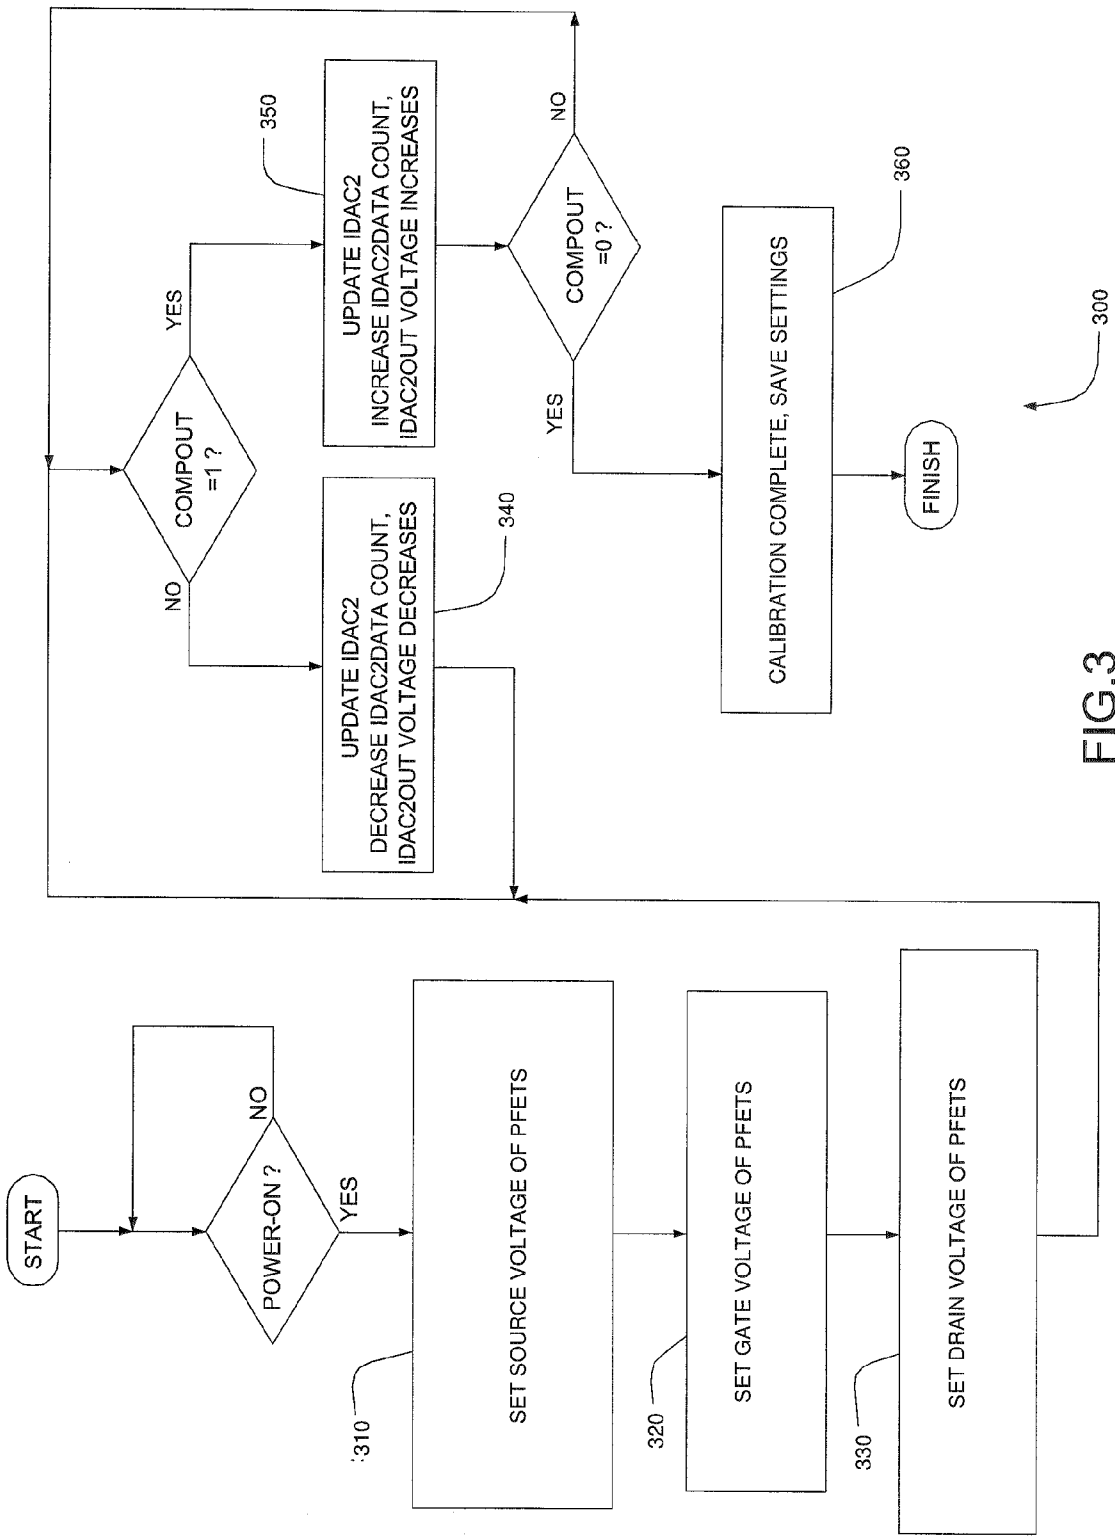 START
POWER-ON ?
NO
YES
SET SOURCE VOLTAGE OF PFETS
310
SET GATE VOLTAGE OF PFETS
320
SET DRAIN VOLTAGE OF PFETS
330
COMPOUT
=1 ?
NO
YES
UPDATE IDAC2
DECREASE IDAC2DATA COUNT,
IDAC2OUT VOLTAGE DECREASES
340
UPDATE IDAC2
INCREASE IDAC2DATA COUNT,
IDAC2OUT VOLTAGE INCREASES
350
COMPOUT
=0 ?
YES
NO
CALIBRATION COMPLETE, SAVE SETTINGS
360
FINISH
300
FIG.3